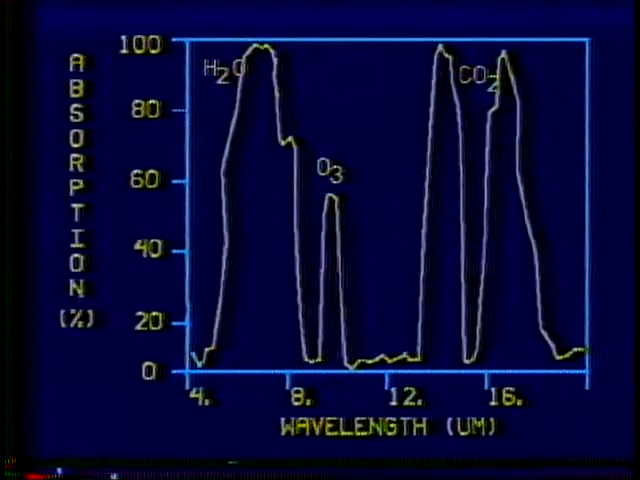 100
80
60
40
20
0
ABSORPTION
(%)
H2O
O3
CO2
4. 8. 12. 16.
WAVELENGTH (UM)